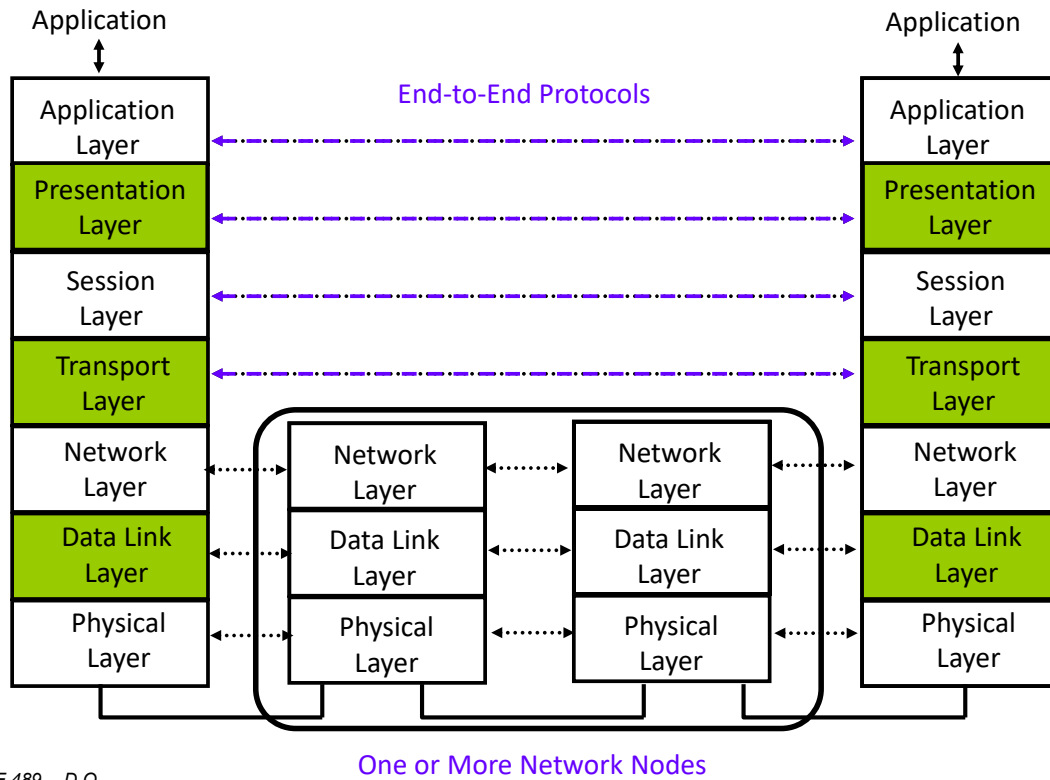 Application
Application
End-to-End Protocols
Application
Layer
Presentation
Layer
Session
Layer
Transport
Layer
Network
Layer
Data Link
Layer
Physical
Layer
Network
Layer
Data Link
Layer
Physical
Layer
Network
Layer
Data Link
Layer
Physical
Layer
Application
Layer
Presentation
Layer
Session
Layer
Transport
Layer
Network
Layer
Data Link
Layer
Physical
Layer
One or More Network Nodes
489